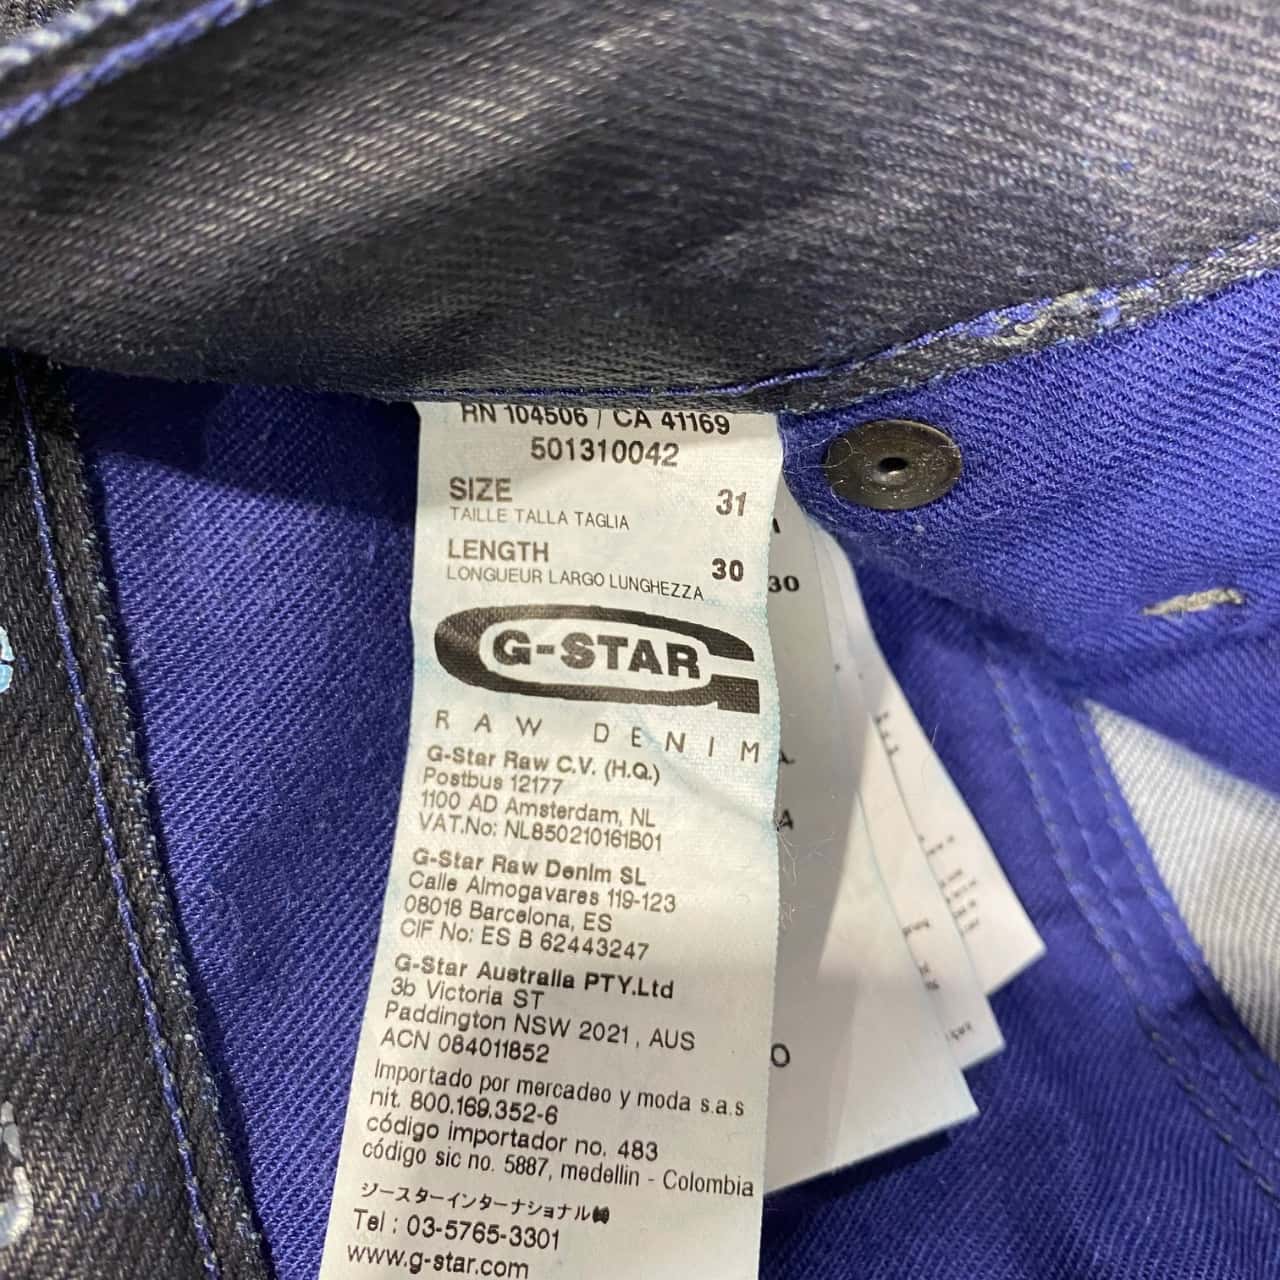 RN 104506 / CA 41169
501310042
SIZE 31
TAILLE TALLA TAGLIA
LENGTH 30
LONGUEUR LARGO LUNGHEZZA
G-STAR
RAW DENIM
G-Star Raw C.V. (H.Q.)
Postbus 12177
1100 AD Amsterdam, NL
VAT.No: NL850210161B01
G-Star Raw Denim SL
Calle Almogavares 119-123
08018 Barcelona, ES
CIF No: ES B 62443247
G-Star Australia PTY.Ltd
3b Victoria ST
Paddington NSW 2021, AUS
ACN 084011852
Importado por mercadeo y moda s.a.s
nit. 800.169.352-6
código importador no. 483
código sic no. 5887, medellin - Colombia
ジースターインターナショナル㈱
Tel : 03-5765-3301
www.g-star.com
30